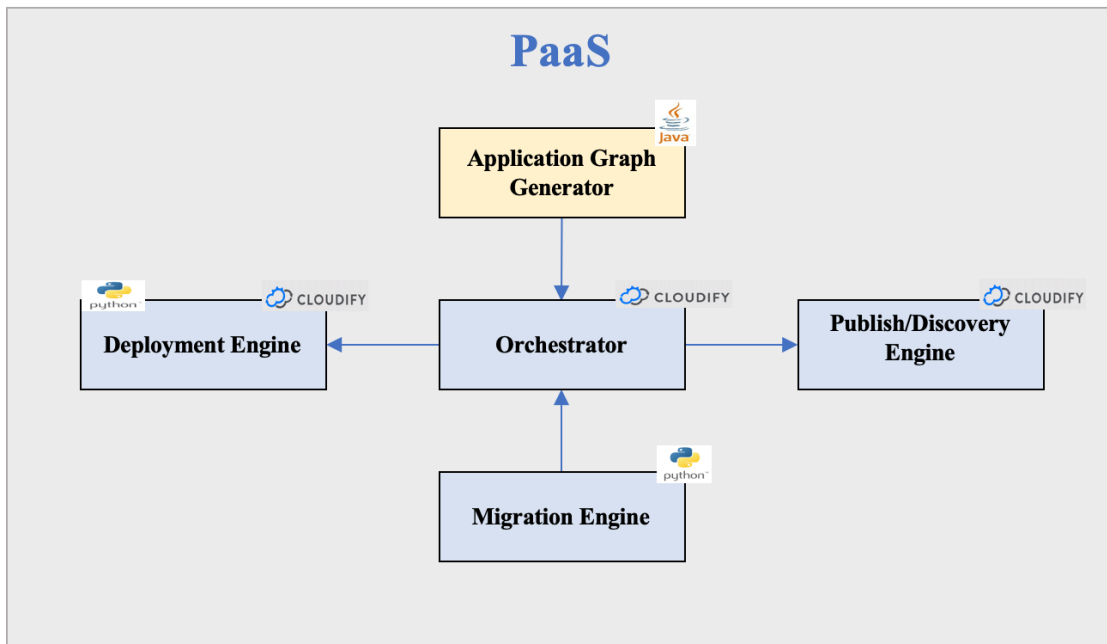 PaaS
Java
Application Graph
Generator
python
CLOUDIFY
Deployment Engine
CLOUDIFY
Orchestrator
CLOUDIFY
Publish/Discovery
Engine
python
Migration Engine